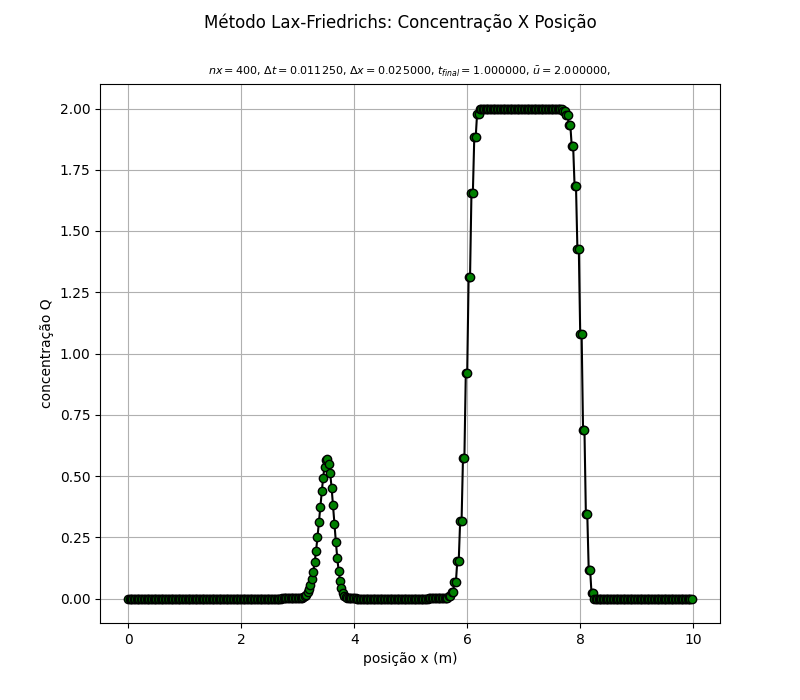 Método Lax-Friedrichs: Concentração X Posição
nx = 400, Δt = 0.011250, Δx = 0.025000, t_final = 1.000000, ū = 2.000000,
2.00
1.75
1.50
1.25
1.00
0.75
0.50
0.25
0.00
concentração Q
0 2 4 6 8 10
posição x (m)